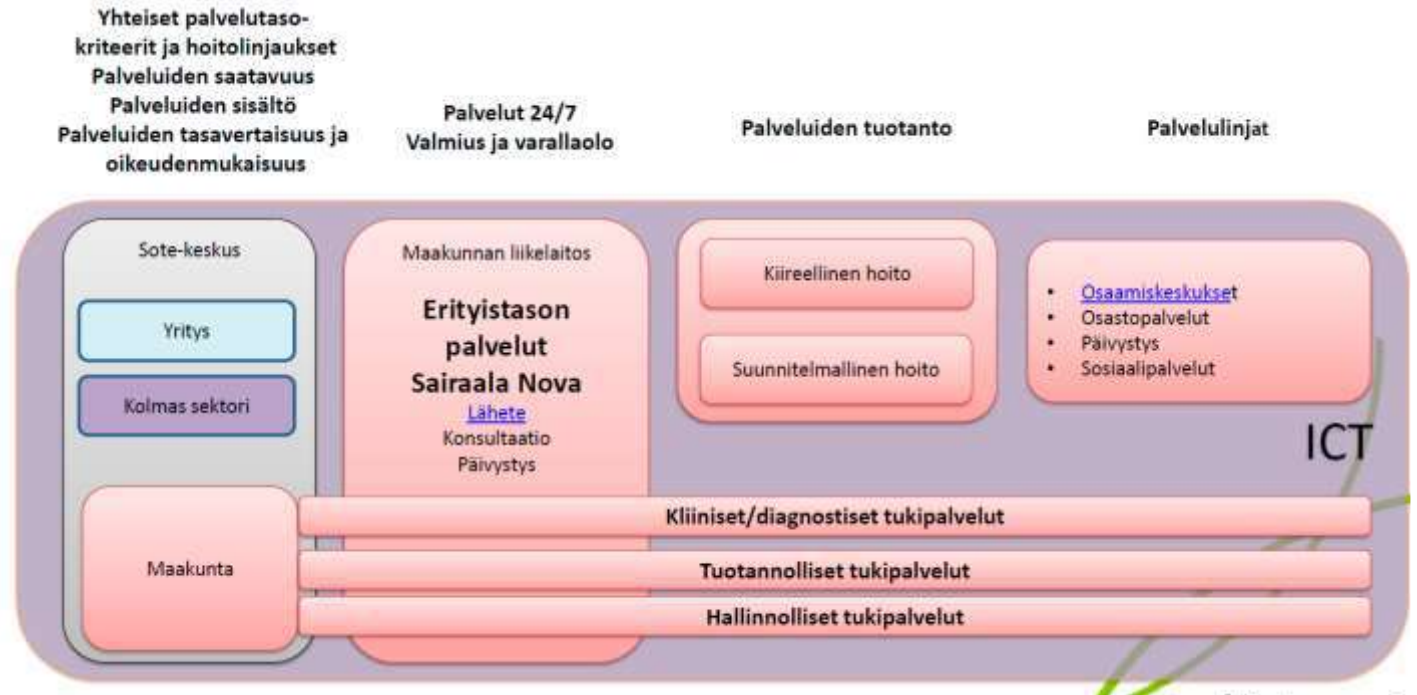 Yhteiset palvelutaso-
kriteerit ja hoitolinjaukset
Palveluiden saatavuus
Palveluiden sisältö
Palveluiden tasavertaisuus ja
oikeudenmukaisuus
Palvelut 24/7
Valmius ja varallaolo
Palveluiden tuotanto
Palvelulinjat
Sote-keskus
Yritys
Kolmas sektori
Maakunta
Maakunnan liikelaitos
Erityistason
palvelut
Sairaala Nova
Lähete
Konsultaatio
Päivystys
Kiireellinen hoito
Suunnitelmallinen hoito
• Osaamiskeskukset
• Osastopalvelut
• Päivystys
• Sosiaalipalvelut
ICT
Kliiniset/diagnostiset tukipalvelut
Tuotannolliset tukipalvelut
Hallinnolliset tukipalvelut